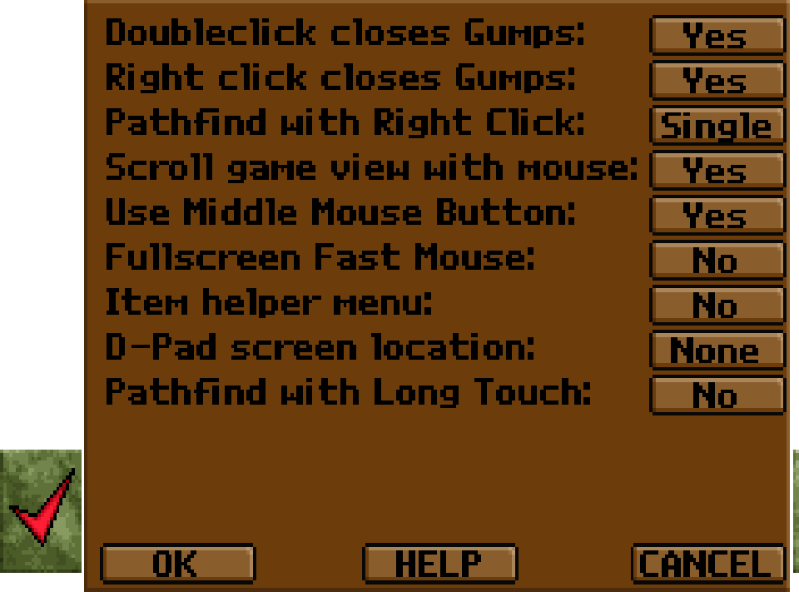 Doubleclick closes Gumps: Yes
Right click closes Gumps: Yes
Pathfind with Right Click: Single
Scroll game view with mouse: Yes
Use Middle Mouse Button: Yes
Fullscreen Fast Mouse: No
Item helper menu: No
D-Pad screen location: None
Pathfind with Long Touch: No
OK HELP CANCEL